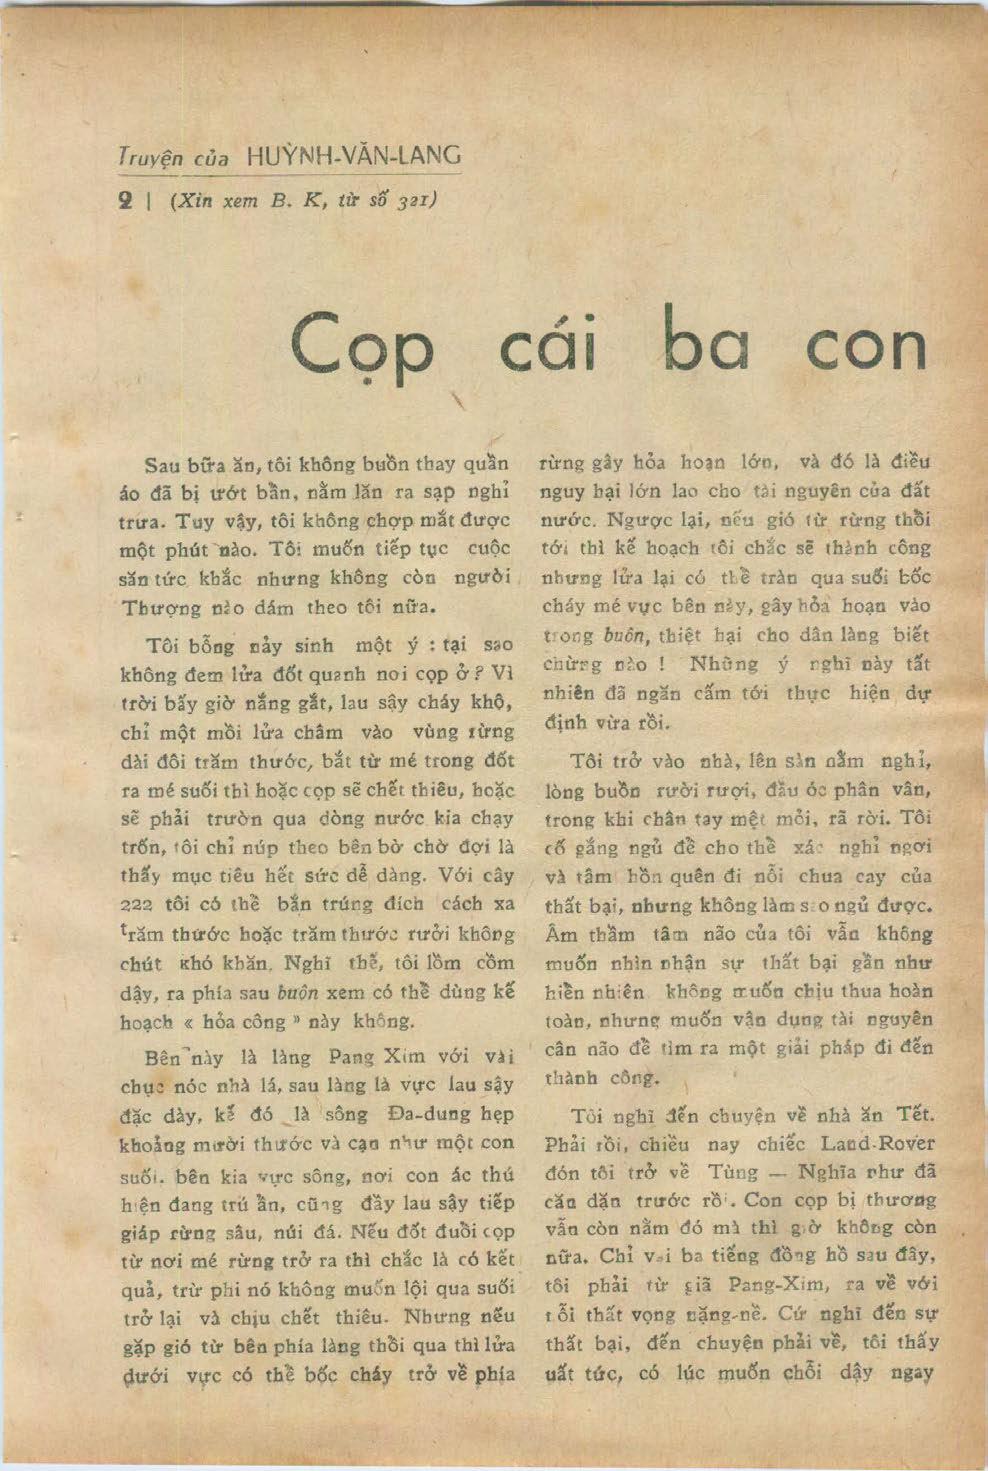 Truyện của HUỲNH-VĂN-LANG
2 | (Xin xem B. K, từ số 321)
Cọp cái ba con
Sau bữa ăn, tôi không buồn thay quần
áo đã bị ướt bẩn, nằm lăn ra sạp nghỉ
trưa. Tuy vậy, tôi không chợp mắt được
một phút nào. Tôi muốn tiếp tục cuộc
săn tức khắc nhưng không còn người
Thượng nào dám theo tôi nữa.
Tôi bỗng nảy sinh một ý : tại sao
không đem lửa đốt quanh nơi cọp ở ? Vì
trời bấy giờ nắng gắt, lau sậy cháy khô,
chỉ một mồi lửa châm vào vùng rừng
dài đôi trăm thước, bắt từ mé trong đốt
ra mé suối thì hoặc cọp sẽ chết thiêu, hoặc
sẽ phải trườn qua dòng nước kia chạy
trốn, tôi chỉ núp theo bên bờ chờ đợi là
thấy mục tiêu hết sức dễ dàng. Với cây
222 tôi có thể bắn trúng đích cách xa
trăm thước hoặc trăm thước rưởi không
chút khó khăn. Nghĩ thế, tôi lồm cồm
dậy, ra phía sau buôn xem có thể dùng kế
hoạch « hỏa công » này không.
Bên này là làng Pang Xim với vài
chục nóc nhà lá, sau làng là vực lau sậy
đặc dày, kế đó là sông Đa-dung hẹp
khoảng mười thước và cạn như một con
suối. bên kia vực sông, nơi con ác thú
hiện đang trú ẩn, cũng đầy lau sậy tiếp
giáp rừng sâu, núi đá. Nếu đốt đuổi cọp
từ nơi mé rừng trở ra thì chắc là có kết
quả, trừ phi nó không muốn lội qua suối
trở lại và chịu chết thiêu. Nhưng nếu
gặp gió từ bên phía làng thổi qua thì lửa
dưới vực có thể bốc cháy trở về phía
rừng gây hỏa hoạn lớn, và đó là điều
nguy hại lớn lao cho tài nguyên của đất
nước. Ngược lại, nếu gió từ rừng thổi
tới thì kế hoạch tôi chắc sẽ thành công
nhưng lửa lại có thể tràn qua suối bốc
cháy mé vực bên này, gây hỏa hoạn vào
trong buôn, thiệt hại cho dân làng biết
chừng nào ! Những ý nghĩ này tất
nhiên đã ngăn cấm tới thực hiện dự
định vừa rồi.
Tôi trở vào nhà, lên sàn nằm nghỉ,
lòng buồn rười rượi, đầu óc phân vân,
trong khi chân tay mệt mỏi, rã rời. Tôi
cố gắng ngủ để cho thể xác nghỉ ngơi
và tâm hồn quên đi nỗi chua cay của
thất bại, nhưng không làm sao ngủ được.
Âm thầm tâm não của tôi vẫn không
muốn nhìn nhận sự thất bại gần như
hiển nhiên không muốn chịu thua hoàn
toàn, nhưng muốn vận dụng tài nguyên
cân não để tìm ra một giải pháp đi đến
thành công.
Tôi nghĩ đến chuyện về nhà ăn Tết.
Phải rồi, chiều nay chiếc Land-Rover
đón tôi trở về Tùng — Nghĩa như đã
căn dặn trước rồi. Con cọp bị thương
vẫn còn nằm đó mà thì giờ không còn
nữa. Chỉ vài ba tiếng đồng hồ sau đây,
tôi phải từ giã Pang-Xim, ra về với
nỗi thất vọng nặng-nề. Cứ nghĩ đến sự
thất bại, đến chuyện phải về, tôi thấy
uất tức, có lúc muốn chỗi dậy ngay